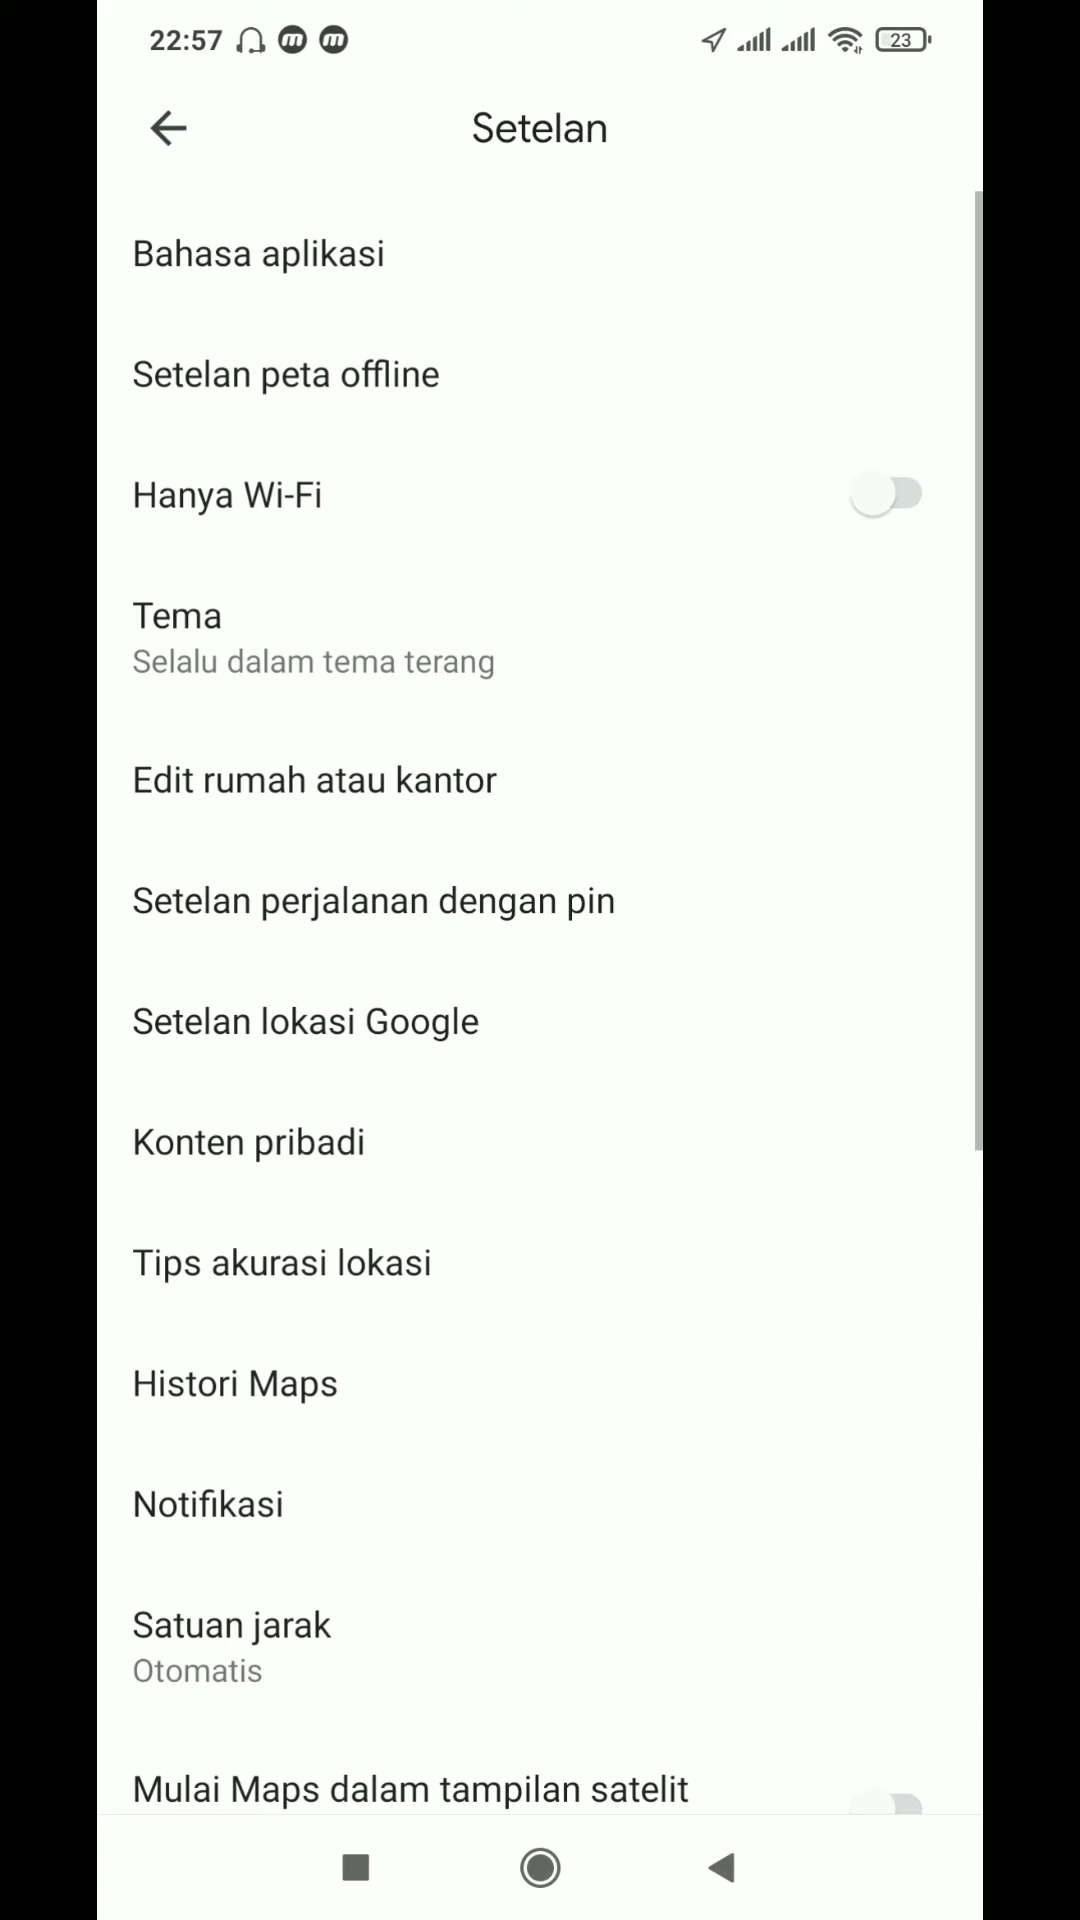 22:57
23
Setelan
Bahasa aplikasi
Setelan peta offline
Hanya Wi-Fi
Tema
Selalu dalam tema terang
Edit rumah atau kantor
Setelan perjalanan dengan pin
Setelan lokasi Google
Konten pribadi
Tips akurasi lokasi
Histori Maps
Notifikasi
Satuan jarak
Otomatis
Mulai Maps dalam tampilan satelit